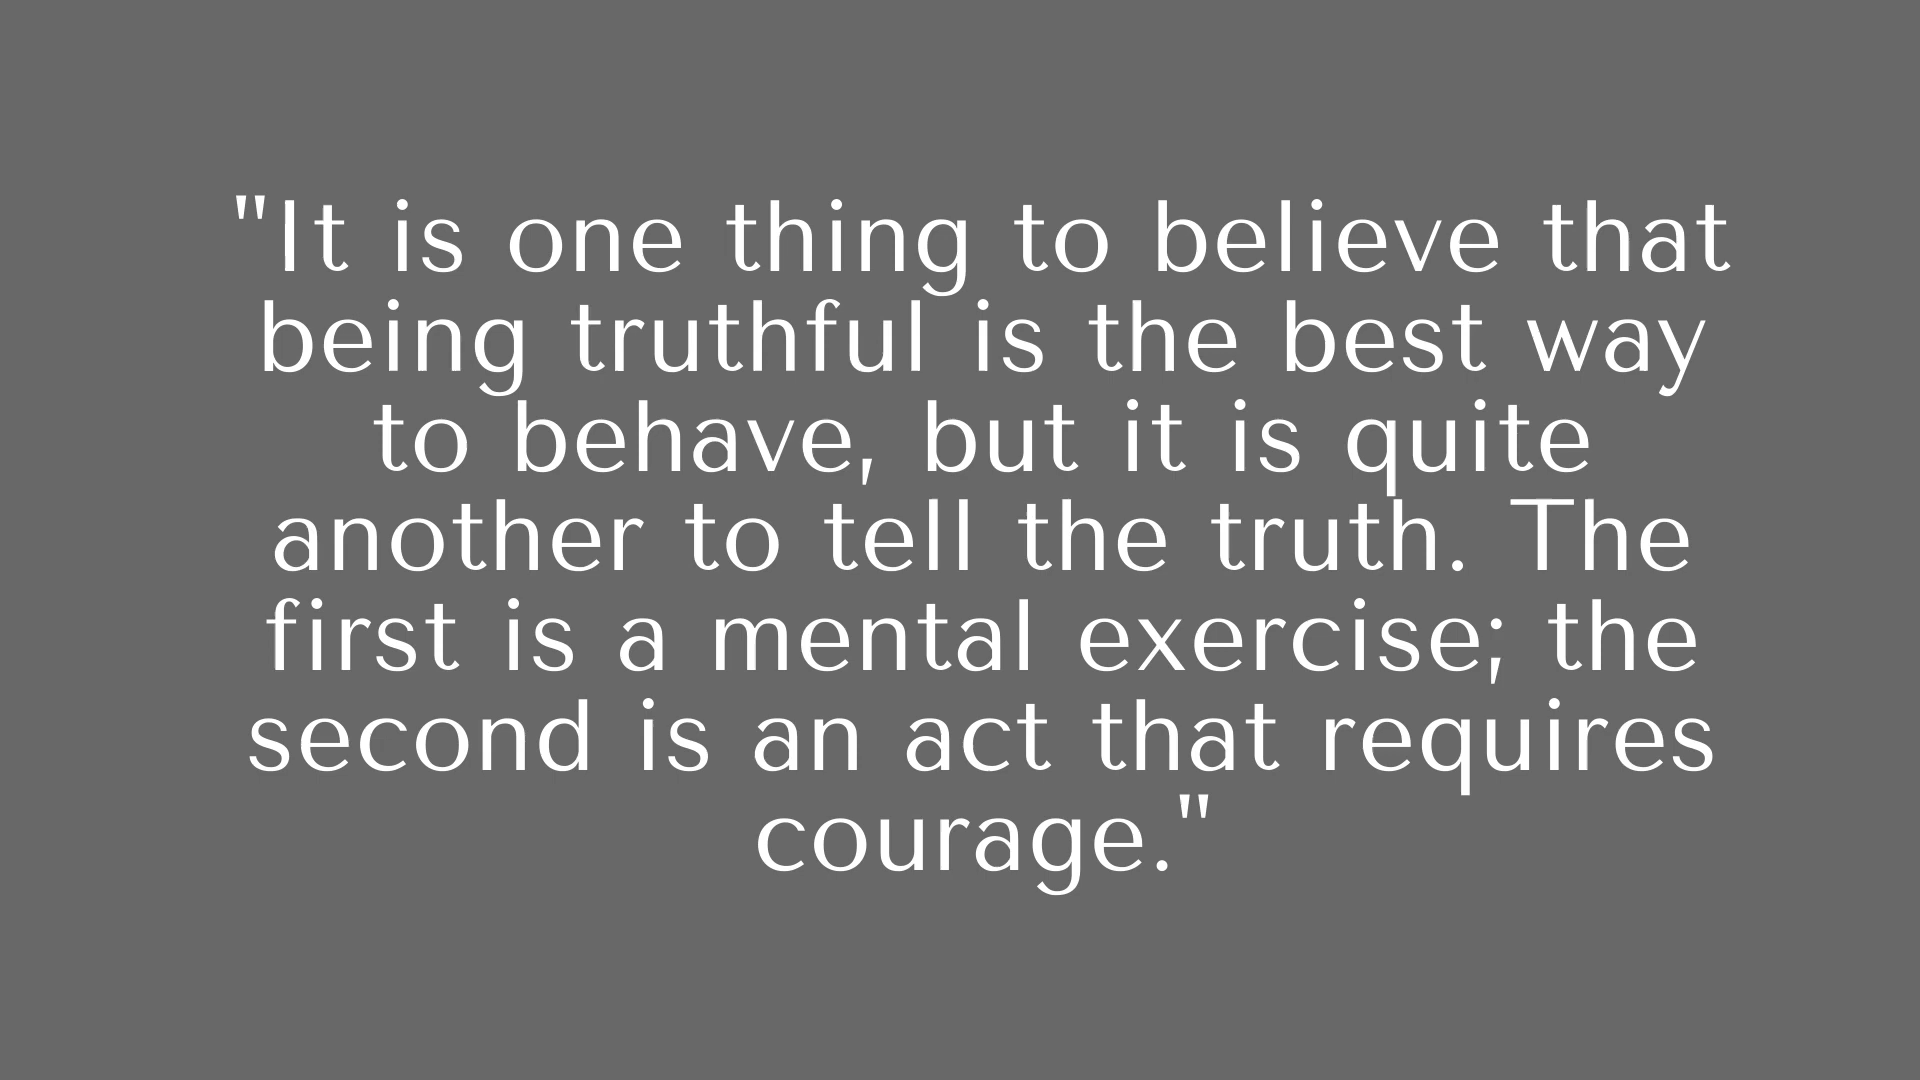 "It is one thing to believe that
being truthful is the best way
to behave, but it is quite
another to tell the truth. The
first is a mental exercise; the
second is an act that requires
courage."